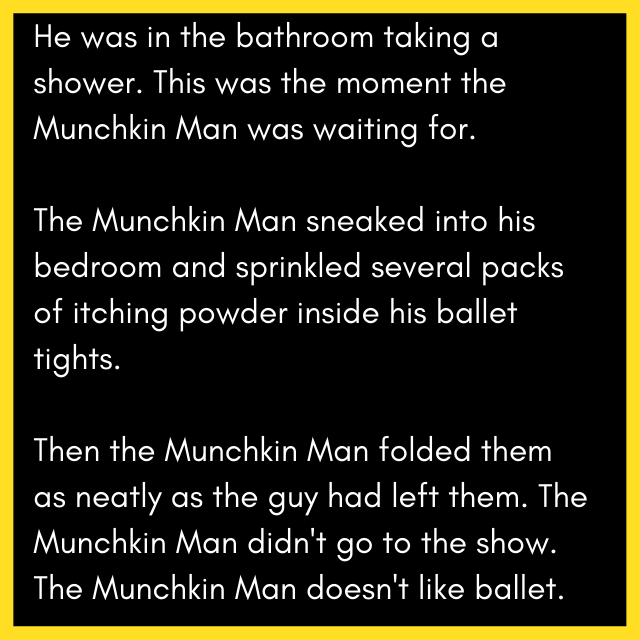 He was in the bathroom taking a
shower. This was the moment the
Munchkin Man was waiting for.
The Munchkin Man sneaked into his
bedroom and sprinkled several packs
of itching powder inside his ballet
tights.
Then the Munchkin Man folded them
as neatly as the guy had left them. The
Munchkin Man didn't go to the show.
The Munchkin Man doesn't like ballet.